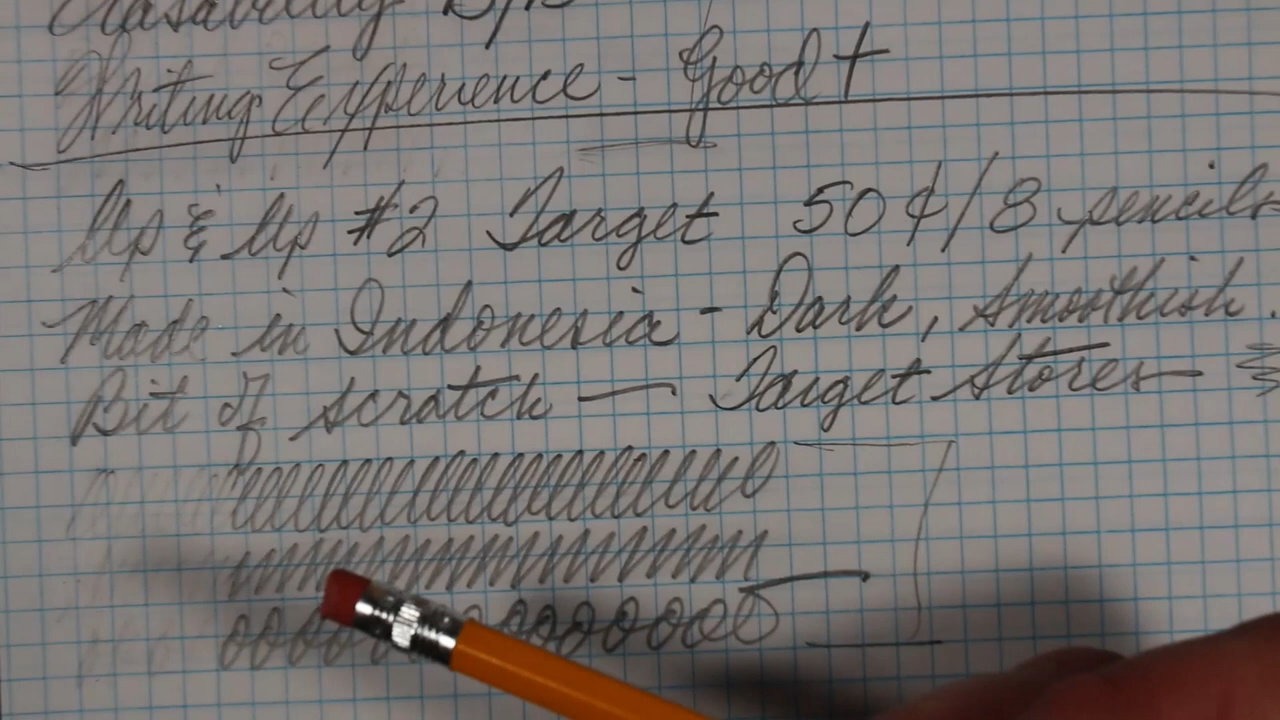 Erasability B/B
Writing Experience - Good +
Up & Up #2 Target 50¢/8 pencils
Made in Indonesia - Dark, Smoothish.
Bit of scratch — Target Stores